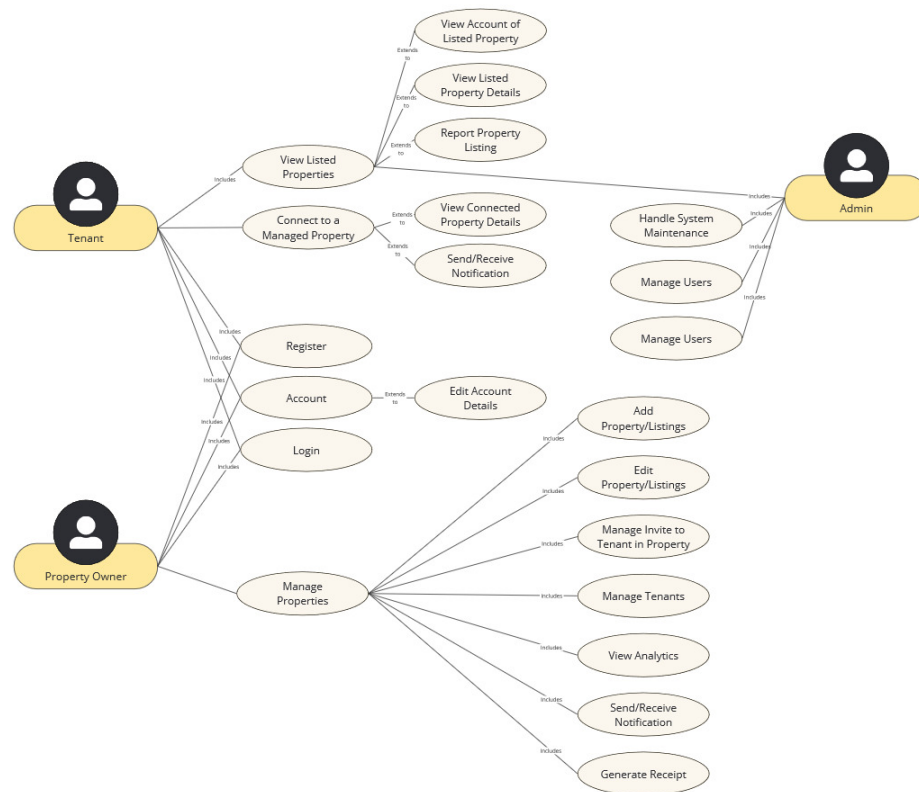 View Account of
Listed Property
Extends
to
View Listed
Property Details
Extends
to
Report Property
Listing
Extends
to
View Listed
Properties
Includes
Tenant
Connect to a
Managed Property
Extends
to
View Connected
Property Details
Extends
to
Send/Receive
Notification
Includes
Admin
Handle System
Maintenance
Includes
Includes
Manage Users
Includes
Manage Users
Includes
Register
Includes
Account
Includes
Extends
to
Edit Account
Details
Includes
Login
Includes
Includes
Includes
Property Owner
Manage
Properties
Includes
Add
Property/Listings
Includes
Edit
Property/Listings
Includes
Manage Invite to
Tenant in Property
Includes
Manage Tenants
Includes
View Analytics
Includes
Send/Receive
Notification
Includes
Generate Receipt